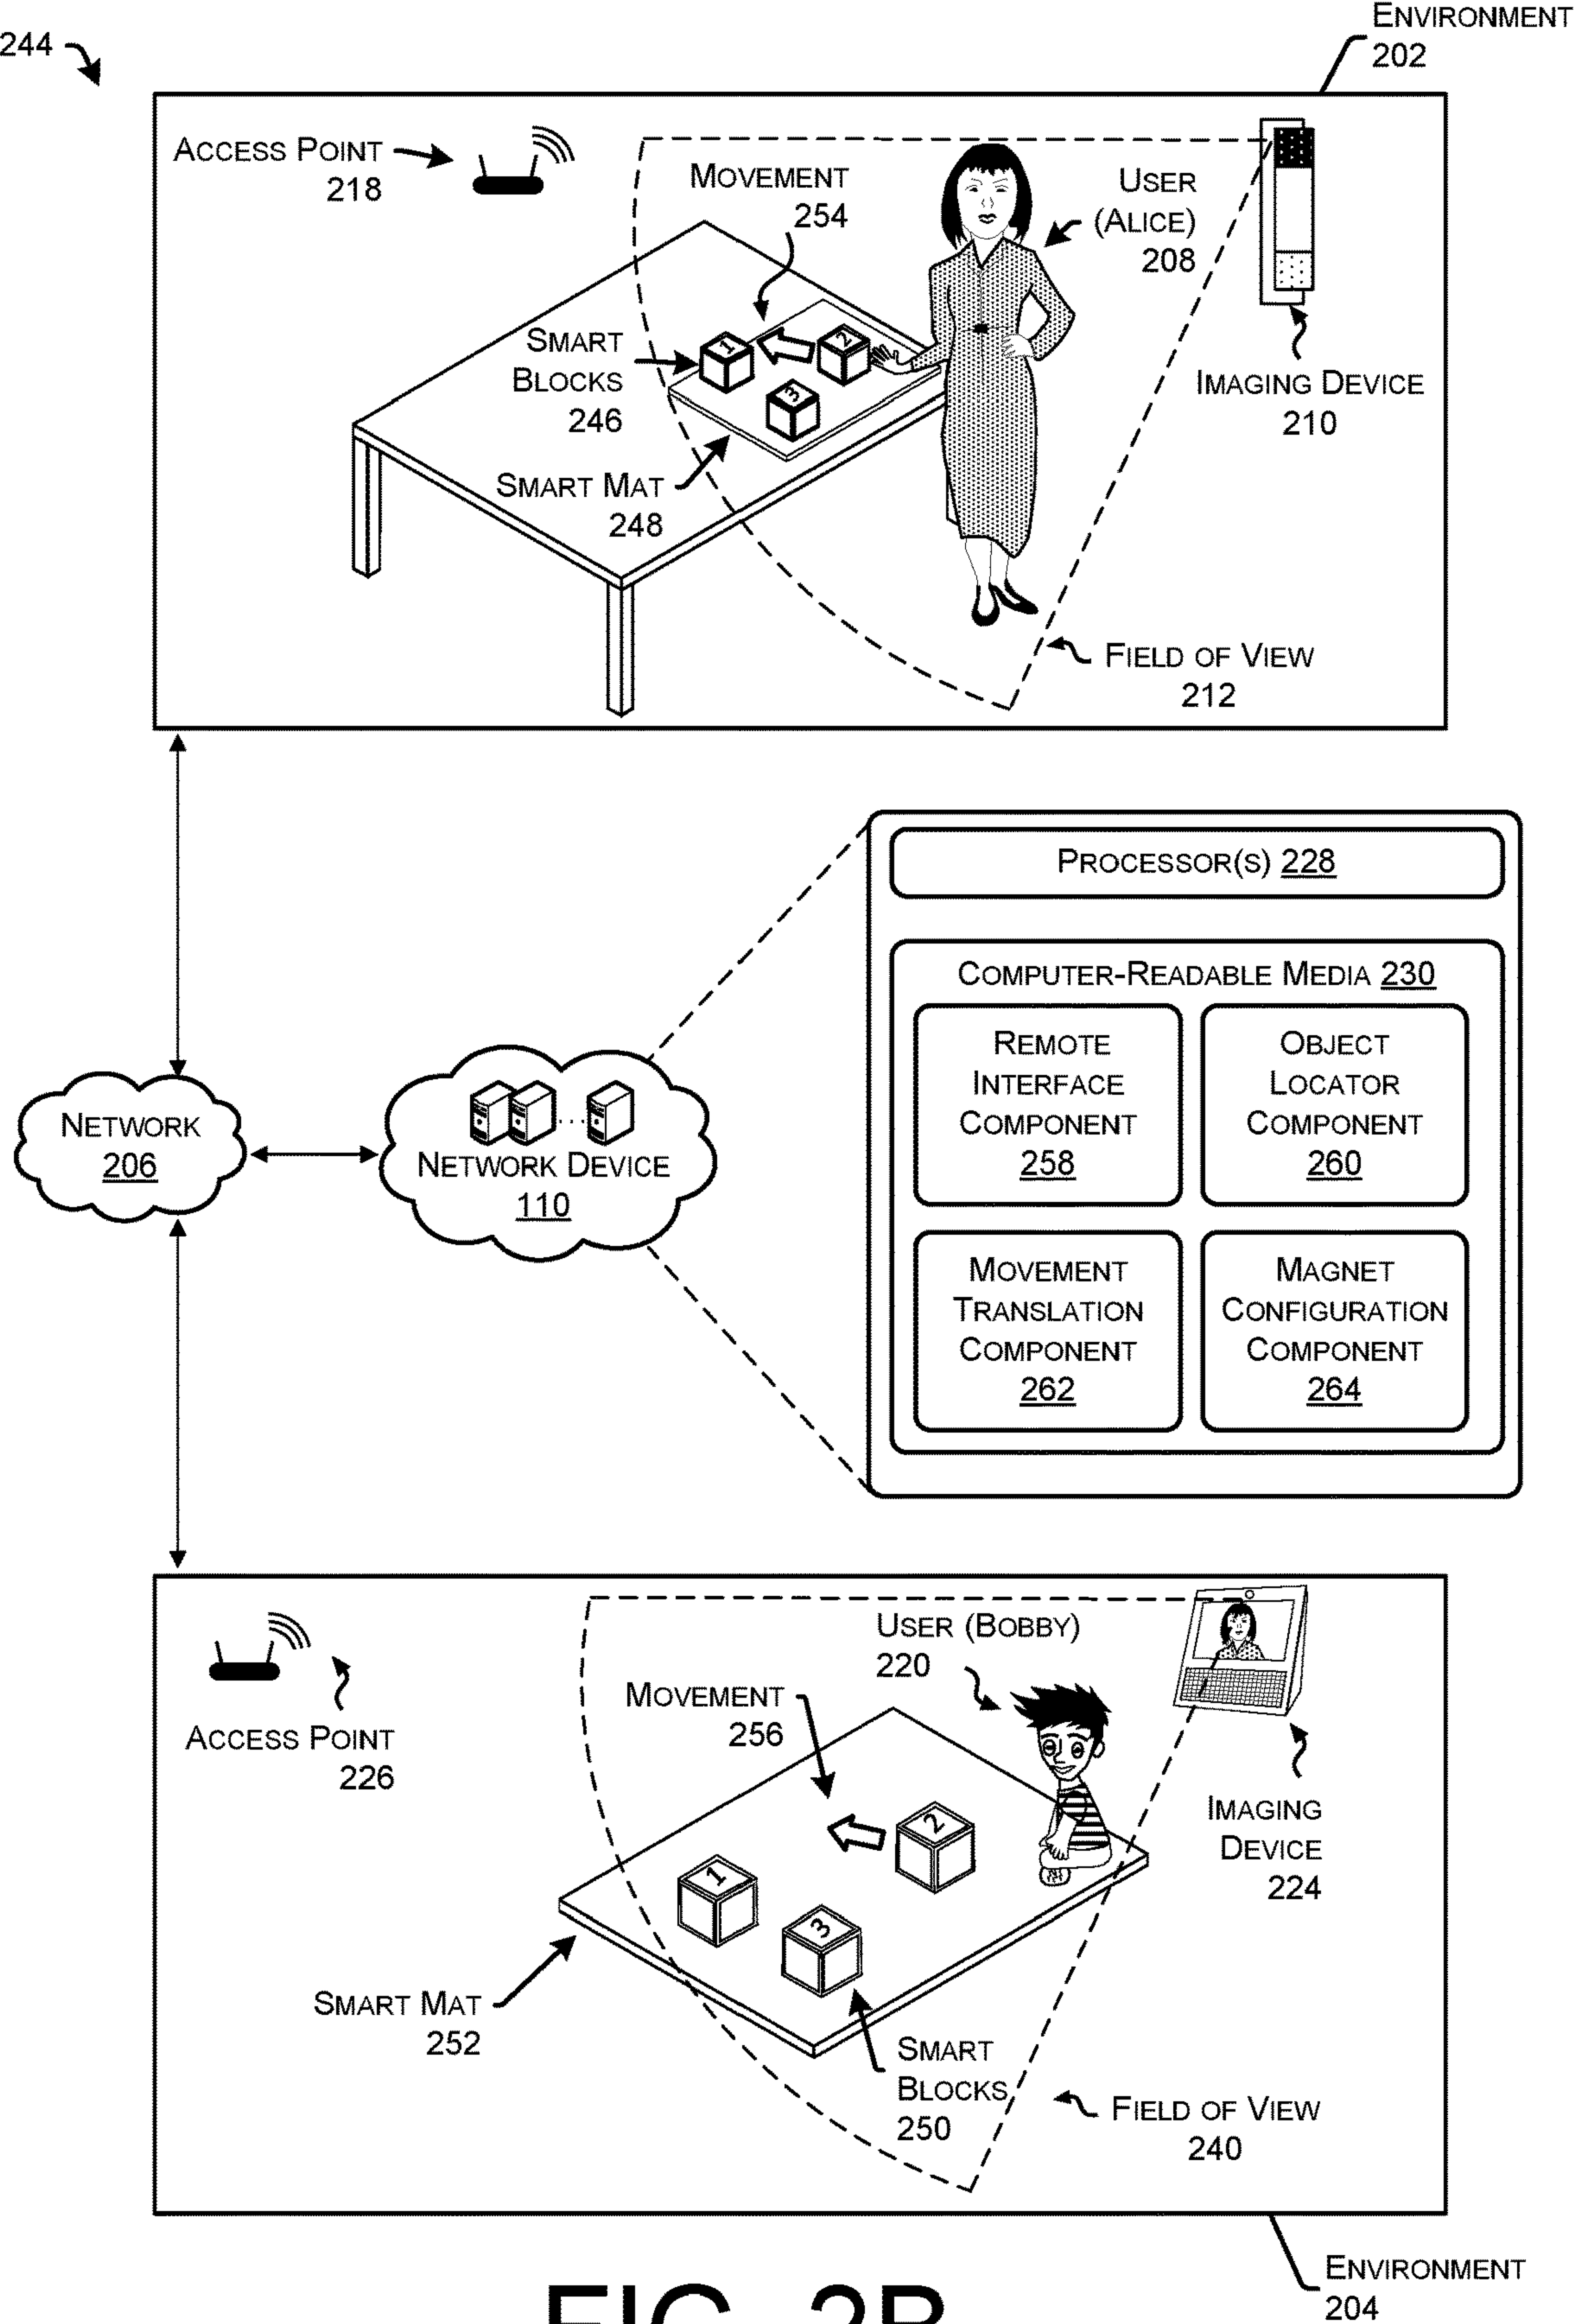 244
ENVIRONMENT
202
ACCESS POINT
218
MOVEMENT
254
USER
(ALICE)
208
SMART
BLOCKS
246
1
2
3
IMAGING DEVICE
210
SMART MAT
248
FIELD OF VIEW
212
PROCESSOR(S) 228
COMPUTER-READABLE MEDIA 230
REMOTE
INTERFACE
COMPONENT
258
OBJECT
LOCATOR
COMPONENT
260
NETWORK
206
NETWORK DEVICE
110
MOVEMENT
TRANSLATION
COMPONENT
262
MAGNET
CONFIGURATION
COMPONENT
264
USER (BOBBY)
220
MOVEMENT
256
ACCESS POINT
226
IMAGING
DEVICE
224
1
2
3
SMART MAT
252
SMART
BLOCKS
250
FIELD OF VIEW
240
ENVIRONMENT
204
FIG. 2B